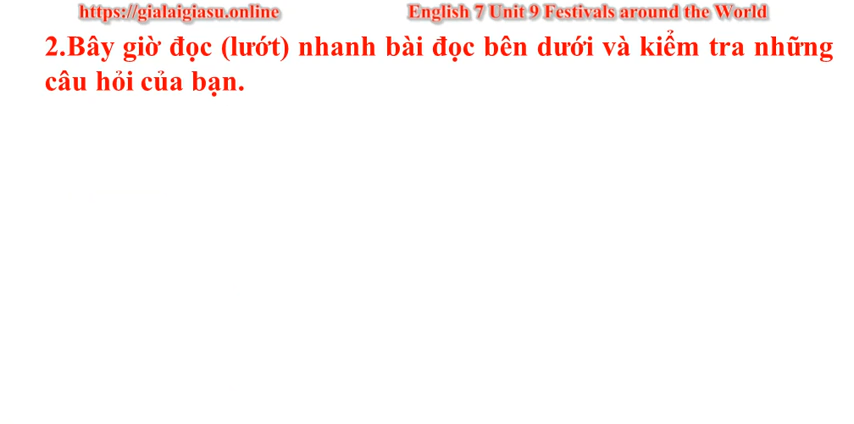 https://gialaigiasu.online English 7 Unit 9 Festivals around the World
2.Bây giờ đọc (lướt) nhanh bài đọc bên dưới và kiểm tra những
câu hỏi của bạn.